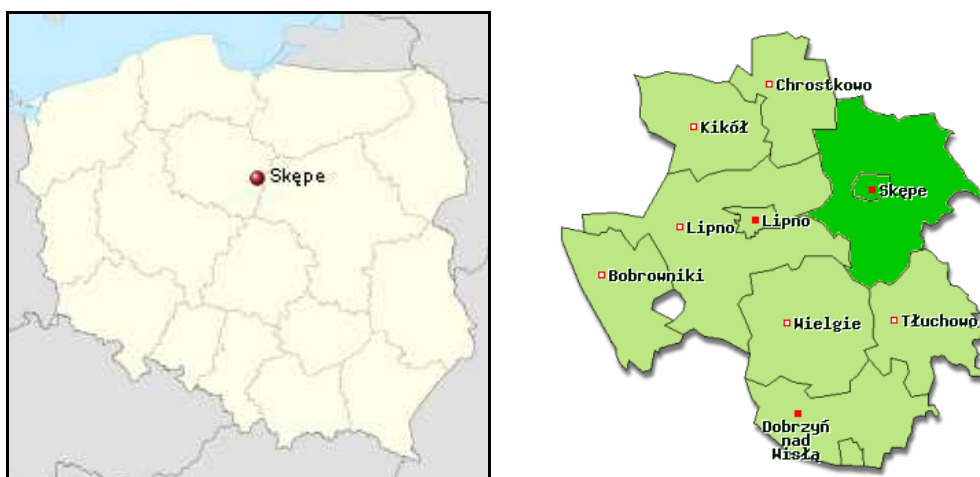 Skępe
Chrostkowo
Kikół
Skępe
Lipno
Lipno
Bobrowniki
Wielgie
Tłuchowo
Dobrzyń
nad
Wisłą